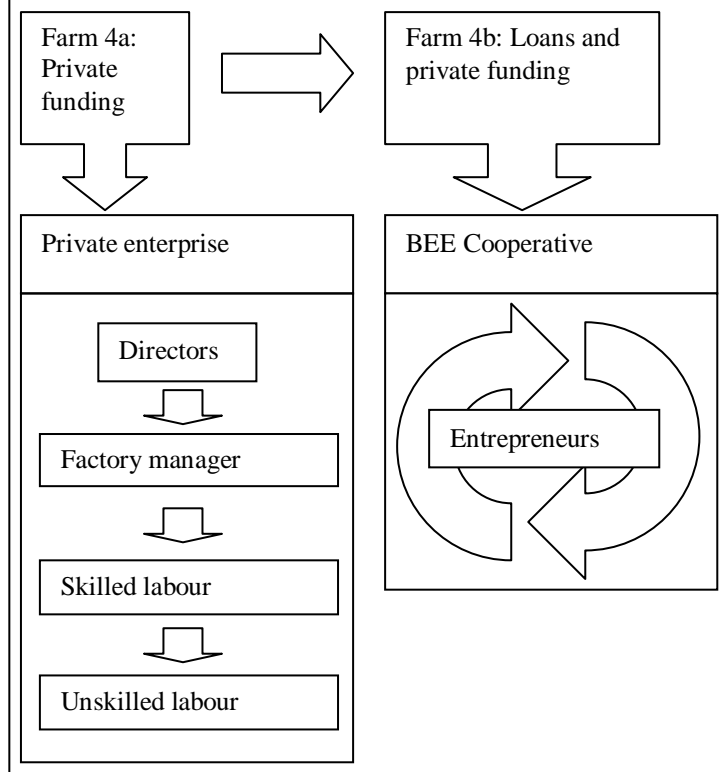 Farm 4a:
Private
funding
Farm 4b: Loans and
private funding
Private enterprise
Directors
Factory manager
Skilled labour
Unskilled labour
BEE Cooperative
Entrepreneurs